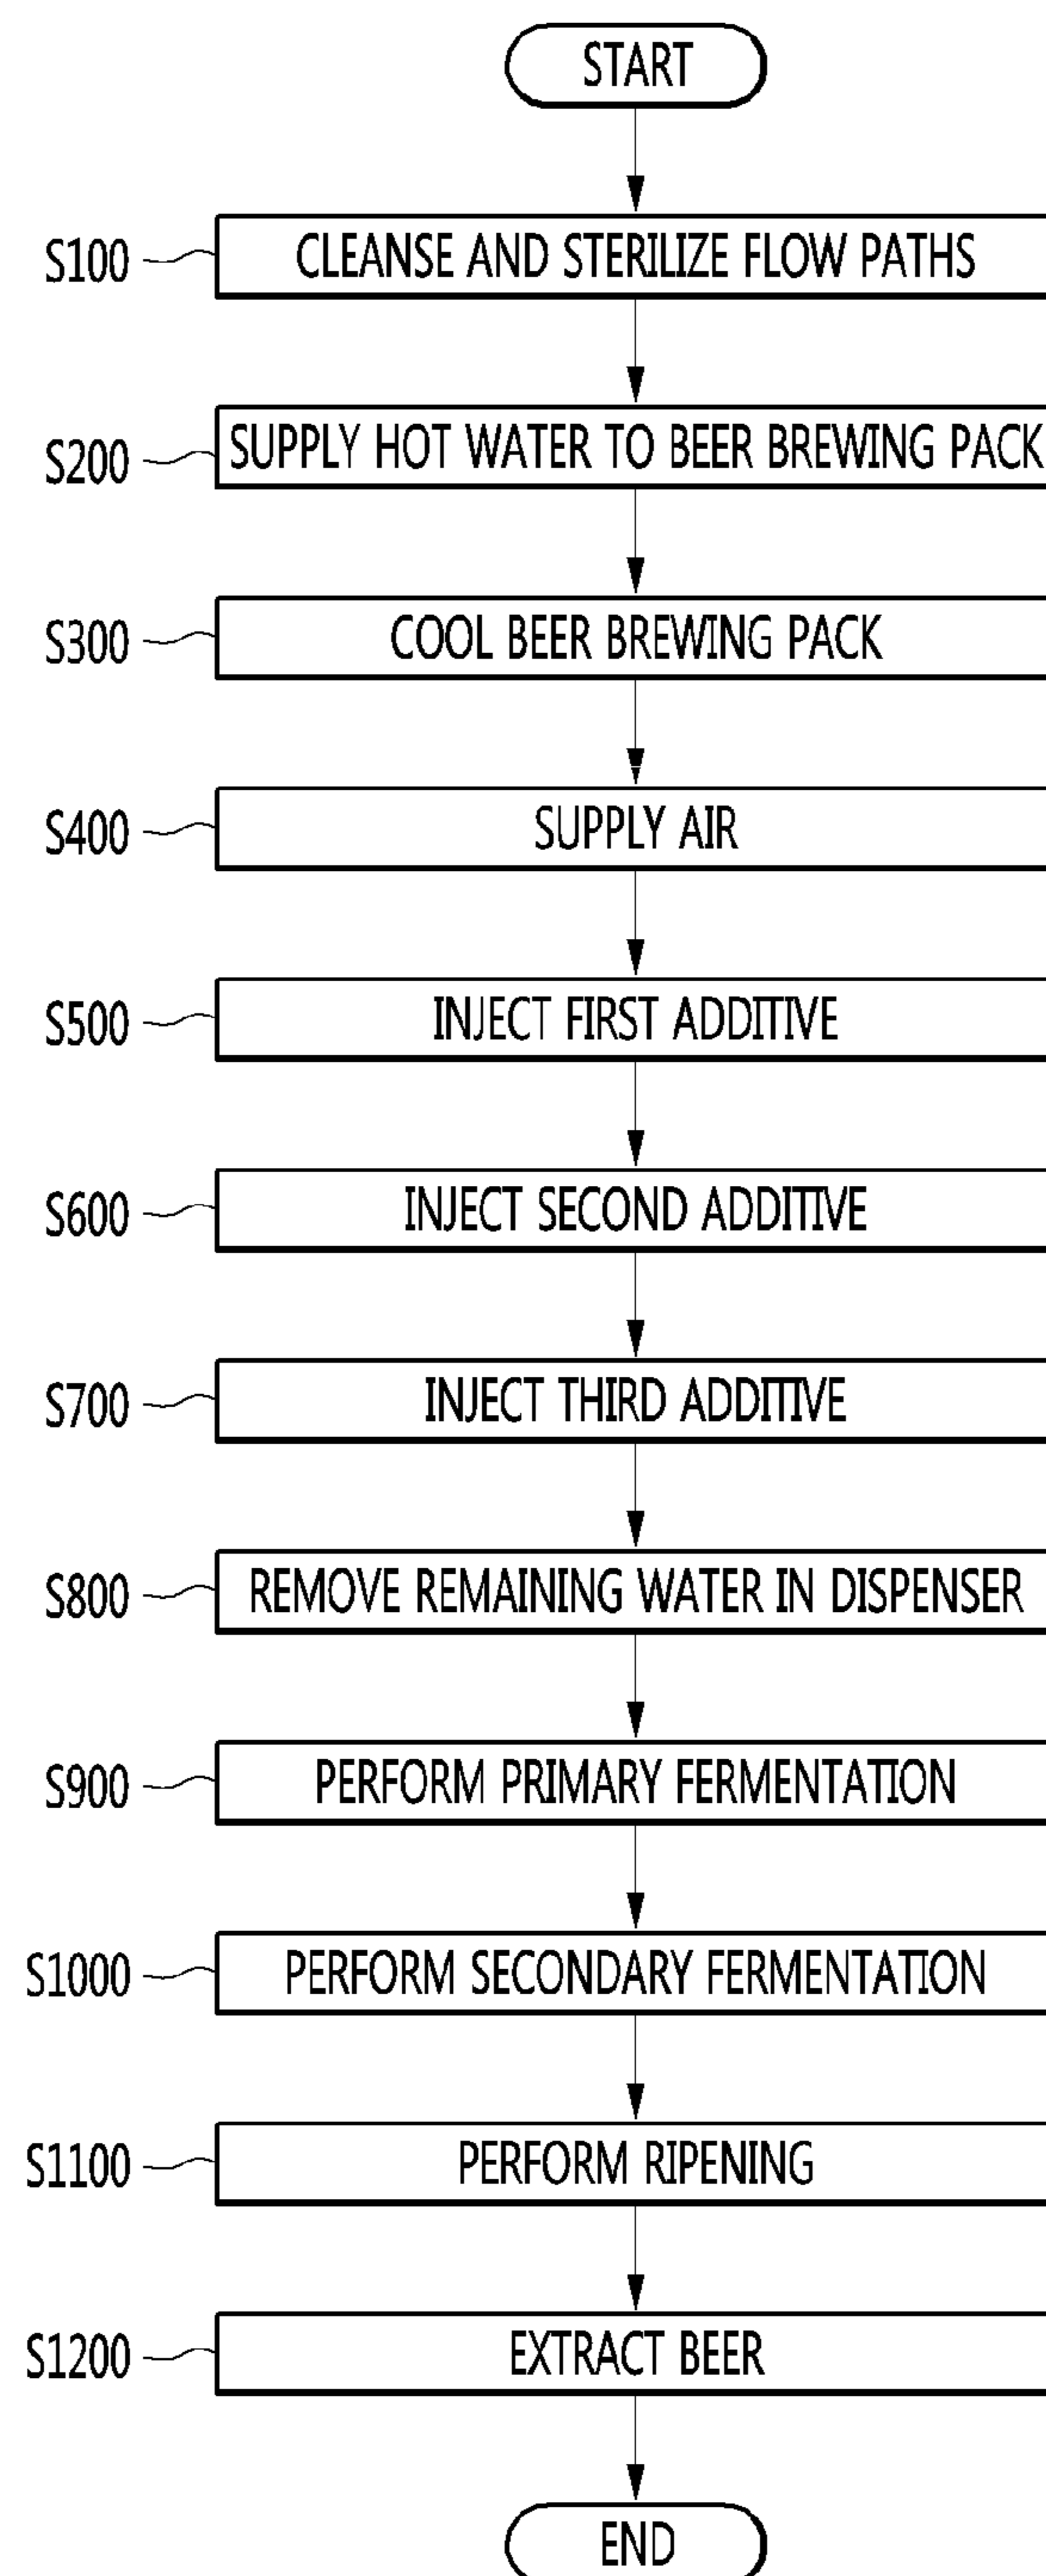 START
S100 CLEANSE AND STERILIZE FLOW PATHS
S200 SUPPLY HOT WATER TO BEER BREWING PACK
S300 COOL BEER BREWING PACK
S400 SUPPLY AIR
S500 INJECT FIRST ADDITIVE
S600 INJECT SECOND ADDITIVE
S700 INJECT THIRD ADDITIVE
S800 REMOVE REMAINING WATER IN DISPENSER
S900 PERFORM PRIMARY FERMENTATION
S1000 PERFORM SECONDARY FERMENTATION
S1100 PERFORM RIPENING
S1200 EXTRACT BEER
END